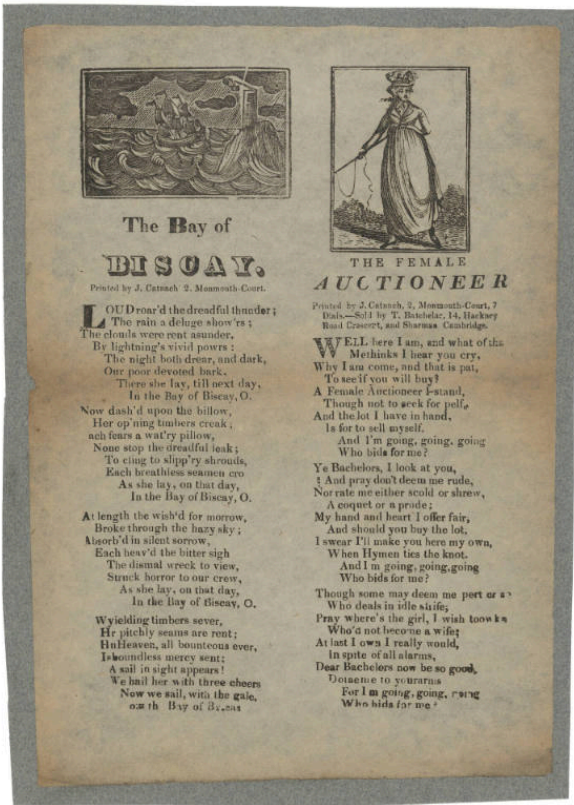 The Bay of
BISCAY.
Printed by J. Catnach 2. Monmouth-Court.
LOUD roar'd the dreadful thunder;
The rain a deluge show'rs;
The clouds were rent asunder,
By lightning's vivid powrs:
The night both drear, and dark,
Our poor devoted bark.
There she lay, till next day,
In the Bay of Biscay, O.
Now dash'd upon the billow,
Her op'ning timbers creak;
ach fears a wat'ry pillow,
None stop the dreadful leak;
To cling to slipp'ry shrouds,
Each breathless seamen cro
As she lay, on that day,
In the Bay of Biscay, O.
At length the wish'd for morrow,
Broke through the hazy sky;
Absorb'd in silent sorrow,
Each heav'd the bitter sigh
The dismal wreck to view,
Struck horror to our crew,
As she lay, on that day,
In the Bay of Biscay, O.
W yielding timbers sever,
Hr pitchly seams are rent;
HnHeaven, all bounteous ever,
Isboundless mercy sent;
A sail in sight appears!
We hail her with three cheers
Now we sail, with the gale,
Bay of
THE FEMALE
AUCTIONEER
Printed by J. Catnach, 2, Monmouth-Court, 7
Dials.—Sold by T. Batchelar, 14, Hackney
Road Crescert, and Sharman Cambridge.
WELL here I am, and what of tha
Methinks I hear you cry,
Why I am come, and that is pat,
To see if you will buy?
A Female Auctioneer I stand,
Though not to seek for pelf,
And the lot I have in hand,
Is for to sell myself.
And I'm going, going, going
Who bids for me?
Ye Bachelors, I look at you,
And pray don't deem me rude,
Nor rate me either scold or shrew,
A coquet or a prude;
My hand and heart I offer fair,
And should you buy the lot,
I swear I'll make you here my own,
When Hymen ties the knot.
And I m going, going,going
Who bids for me?
Though some may deem me pert or
Who deals in idle strife;
Pray where's the girl, I wish
Who'd not become a wife;
At last I own I really would,
In spite of all alarms,
Dear Bachelors now be so good,
to yourarms
For I m going, going,
Who bids for me?